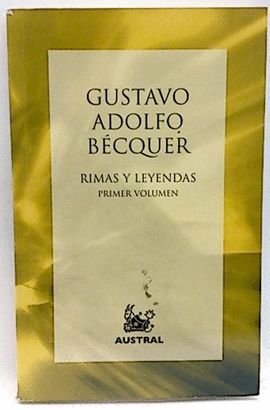 GUSTAVO
ADOLFO
BÉCQUER
RIMAS Y LEYENDAS
PRIMER VOLUMEN
AUSTRAL